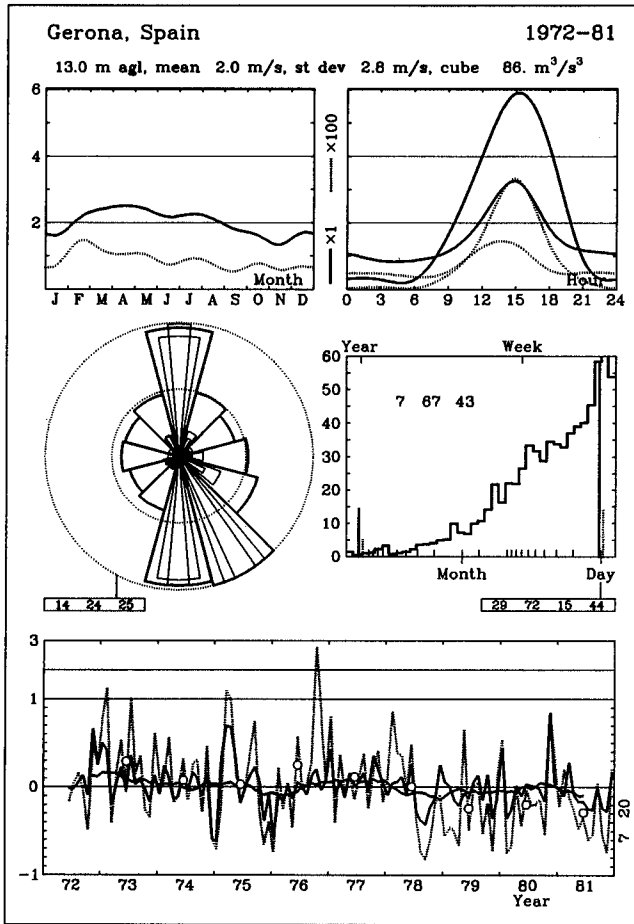 Gerona, Spain 1972-81
13.0 m agl, mean 2.0 m/s, st dev 2.8 m/s, cube 86. m³/s³
6
4
2
×1 ×100
Month
J F M A M J J A S O N D
Hour
0 3 6 9 12 15 18 21 24
Year Week
60
50
40
30
20
10
0
7 67 43
Month Day
14 24 25
29 72 15 44
3
1
0
-1
7 20
72 73 74 75 76 77 78 79 80 81
Year